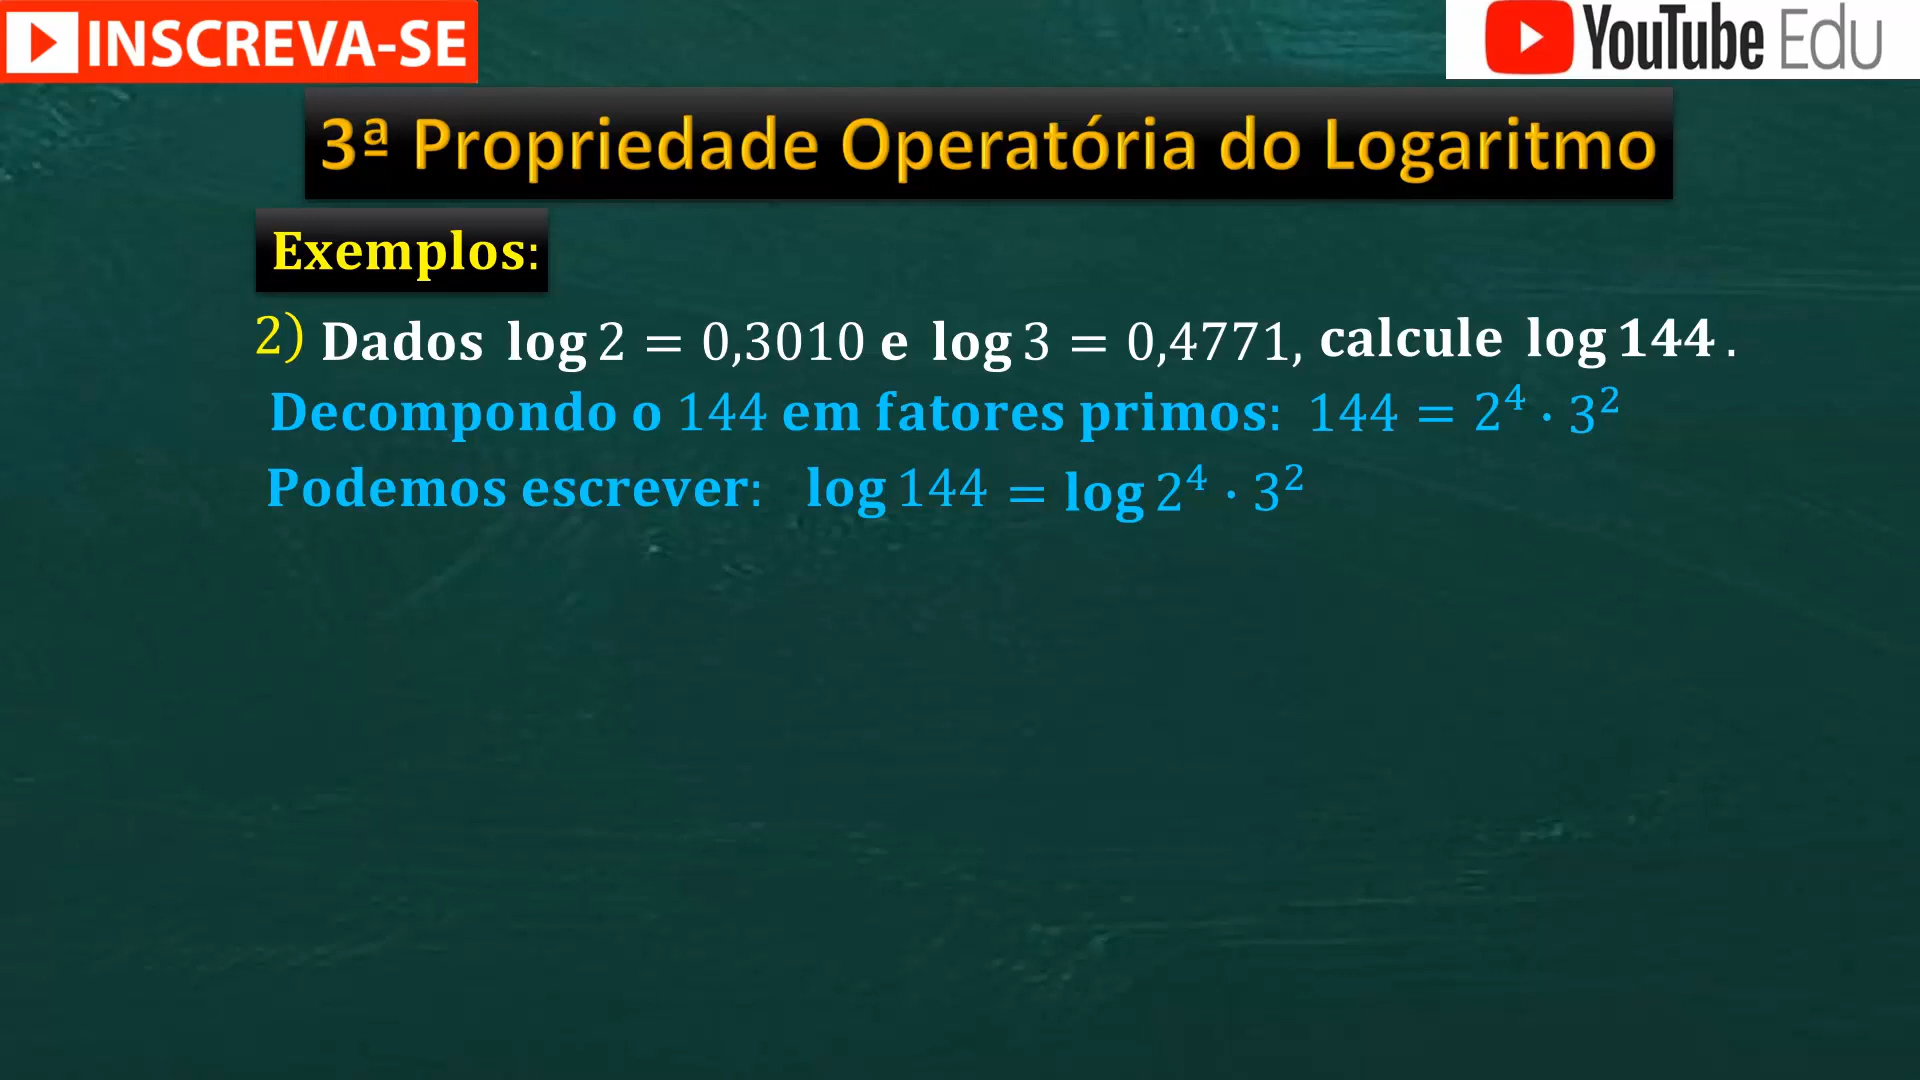 INSCREVA-SE
YouTube Edu
3ª Propriedade Operatória do Logaritmo
Exemplos:
2) Dados log 2 = 0,3010 e log 3 = 0,4771, calcule log 144 .
Decompondo o 144 em fatores primos: 144 = 2⁴ · 3²
Podemos escrever: log 144 = log 2⁴ · 3²